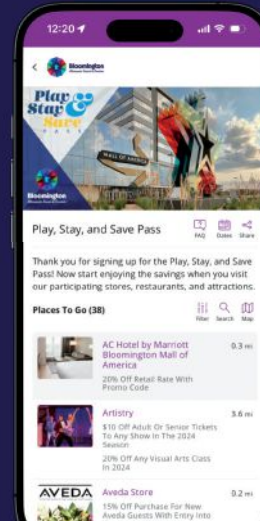 12:20
Bloomington
Play
Stay &
Save
PASS
MALL OF AMERICA
Bloomington
Play, Stay, and Save Pass
FAQ Dates Share
Thank you for signing up for the Play, Stay, and Save
Pass! Now start enjoying the savings when you visit
our participating stores, restaurants, and attractions.
Places To Go (38)
Filter Search Map
AC Hotel by Marriott
Bloomington Mall of
America
0.3 mi
20% Off Retail Rate With
Promo Code
Artistry
3.6 mi
$10 Off Adult Or Senior Tickets
To Any Show In The 2024
Season
20% Off Any Visual Arts Class
In 2024
AVEDA
Aveda Store
0.2 mi
15% Off Purchase For New
Aveda Guests With Entry Into